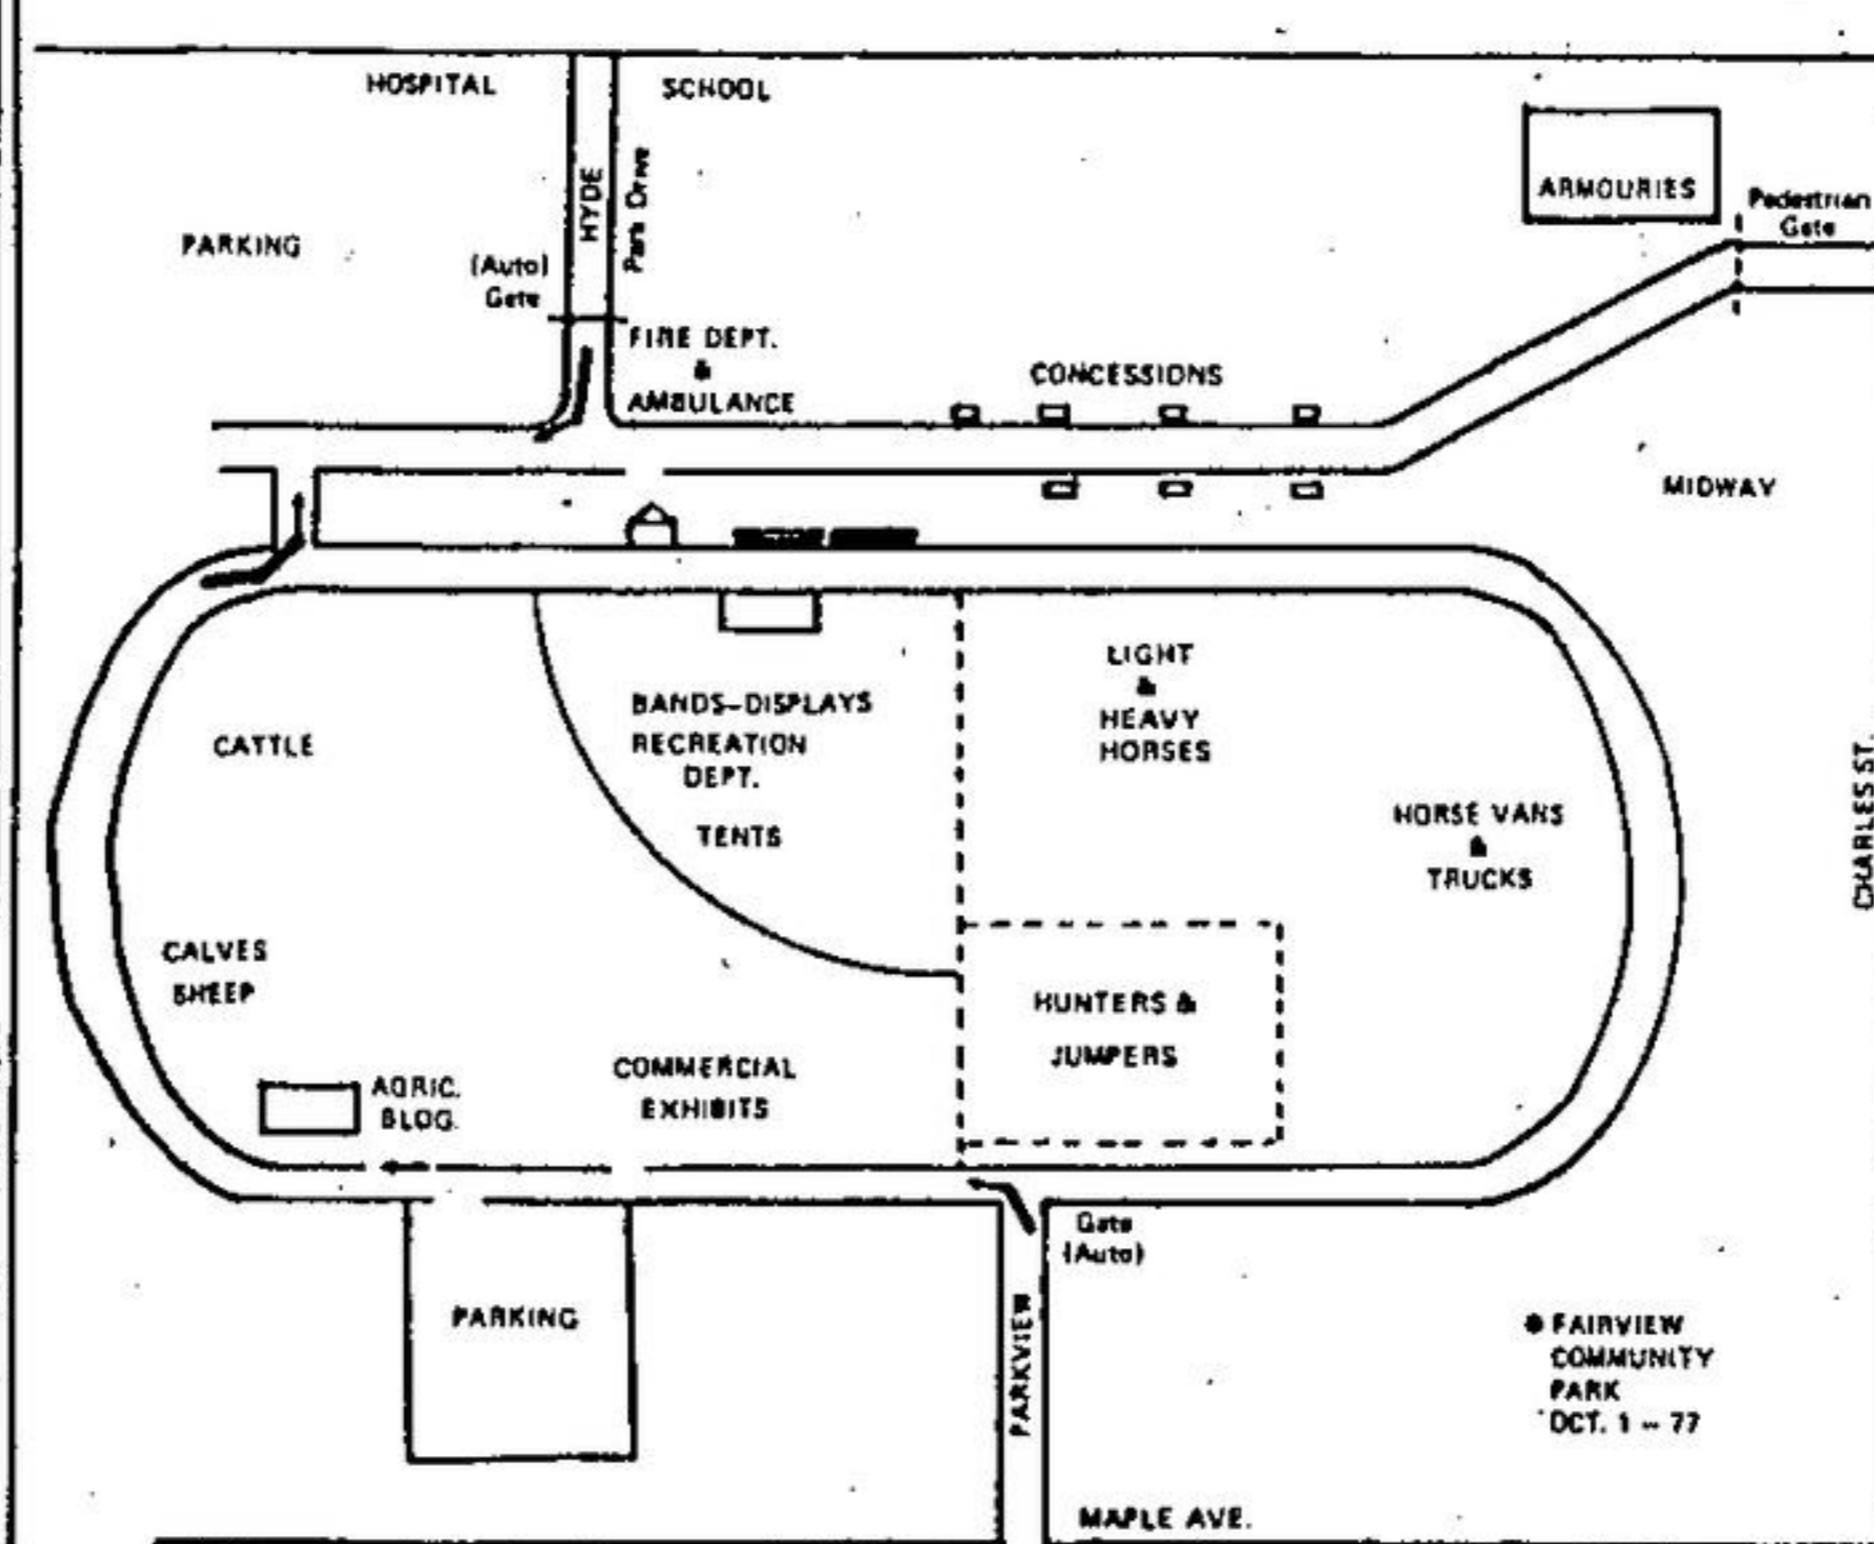 HOSPITAL
SCHOOL
ARMOURIES
Pedestrian
Gate
HYDE
Park Drive
PARKING
(Auto)
Gate
FIRE DEPT.
&
AMBULANCE
CONCESSIONS
MIDWAY
LIGHT
&
HEAVY
HORSES
BANDS-DISPLAYS
RECREATION
DEPT.
TENTS
CATTLE
HORSE VANS
&
TRUCKS
CHARLES ST.
CALVES
SHEEP
HUNTERS &
JUMPERS
COMMERCIAL
EXHIBITS
AGRIC.
BLDG.
Gate
(Auto)
PARKING
PARKVIEW
FAIRVIEW
COMMUNITY
PARK
OCT. 1 - 77
MAPLE AVE.